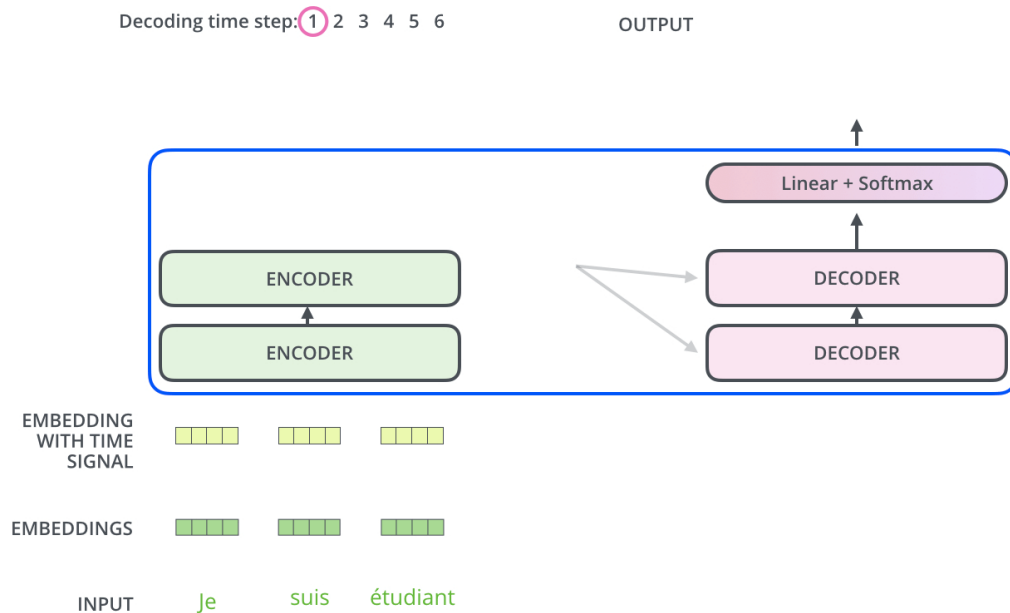 Decoding time step: 1 2 3 4 5 6
OUTPUT
Linear + Softmax
ENCODER
DECODER
ENCODER
DECODER
EMBEDDING
WITH TIME
SIGNAL
EMBEDDINGS
INPUT
Je suis étudiant